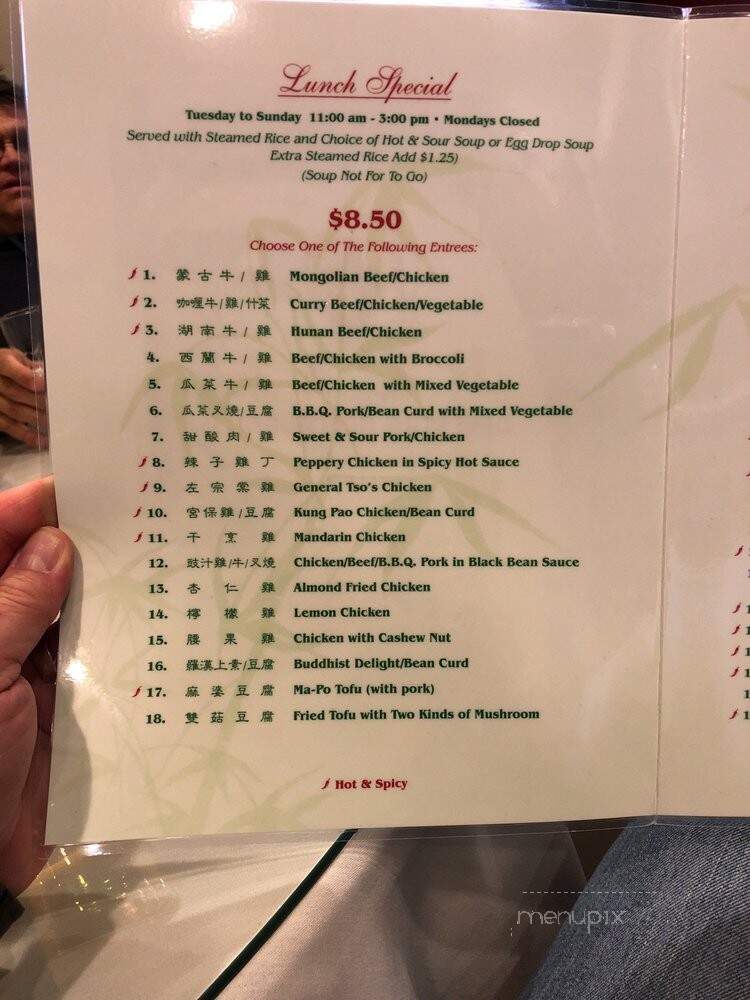 Lunch Special
Tuesday to Sunday 11:00 am - 3:00 pm • Mondays Closed
Served with Steamed Rice and Choice of Hot & Sour Soup or Egg Drop Soup
Extra Steamed Rice Add $1.25)
(Soup Not For To Go)
$8.50
Choose One of The Following Entrees:
1. 蒙古牛/雞 Mongolian Beef/Chicken
2. 咖喱牛/雞/什菜 Curry Beef/Chicken/Vegetable
3. 湖南牛/雞 Hunan Beef/Chicken
4. 西蘭牛/雞 Beef/Chicken with Broccoli
5. 瓜菜牛/雞 Beef/Chicken with Mixed Vegetable
6. 瓜菜叉燒/豆腐 B.B.Q. Pork/Bean Curd with Mixed Vegetable
7. 甜酸肉/雞 Sweet & Sour Pork/Chicken
8. 辣子雞丁 Peppery Chicken in Spicy Hot Sauce
9. 左宗棠雞 General Tso's Chicken
10. 宮保雞/豆腐 Kung Pao Chicken/Bean Curd
11. 干烹雞 Mandarin Chicken
12. 豉汁雞/牛/叉燒 Chicken/Beef/B.B.Q. Pork in Black Bean Sauce
13. 杏仁雞 Almond Fried Chicken
14. 檸檬雞 Lemon Chicken
15. 腰果雞 Chicken with Cashew Nut
16. 羅漢上素/豆腐 Buddhist Delight/Bean Curd
17. 麻婆豆腐 Ma-Po Tofu (with pork)
18. 雙菇豆腐 Fried Tofu with Two Kinds of Mushroom
Hot & Spicy
menupix